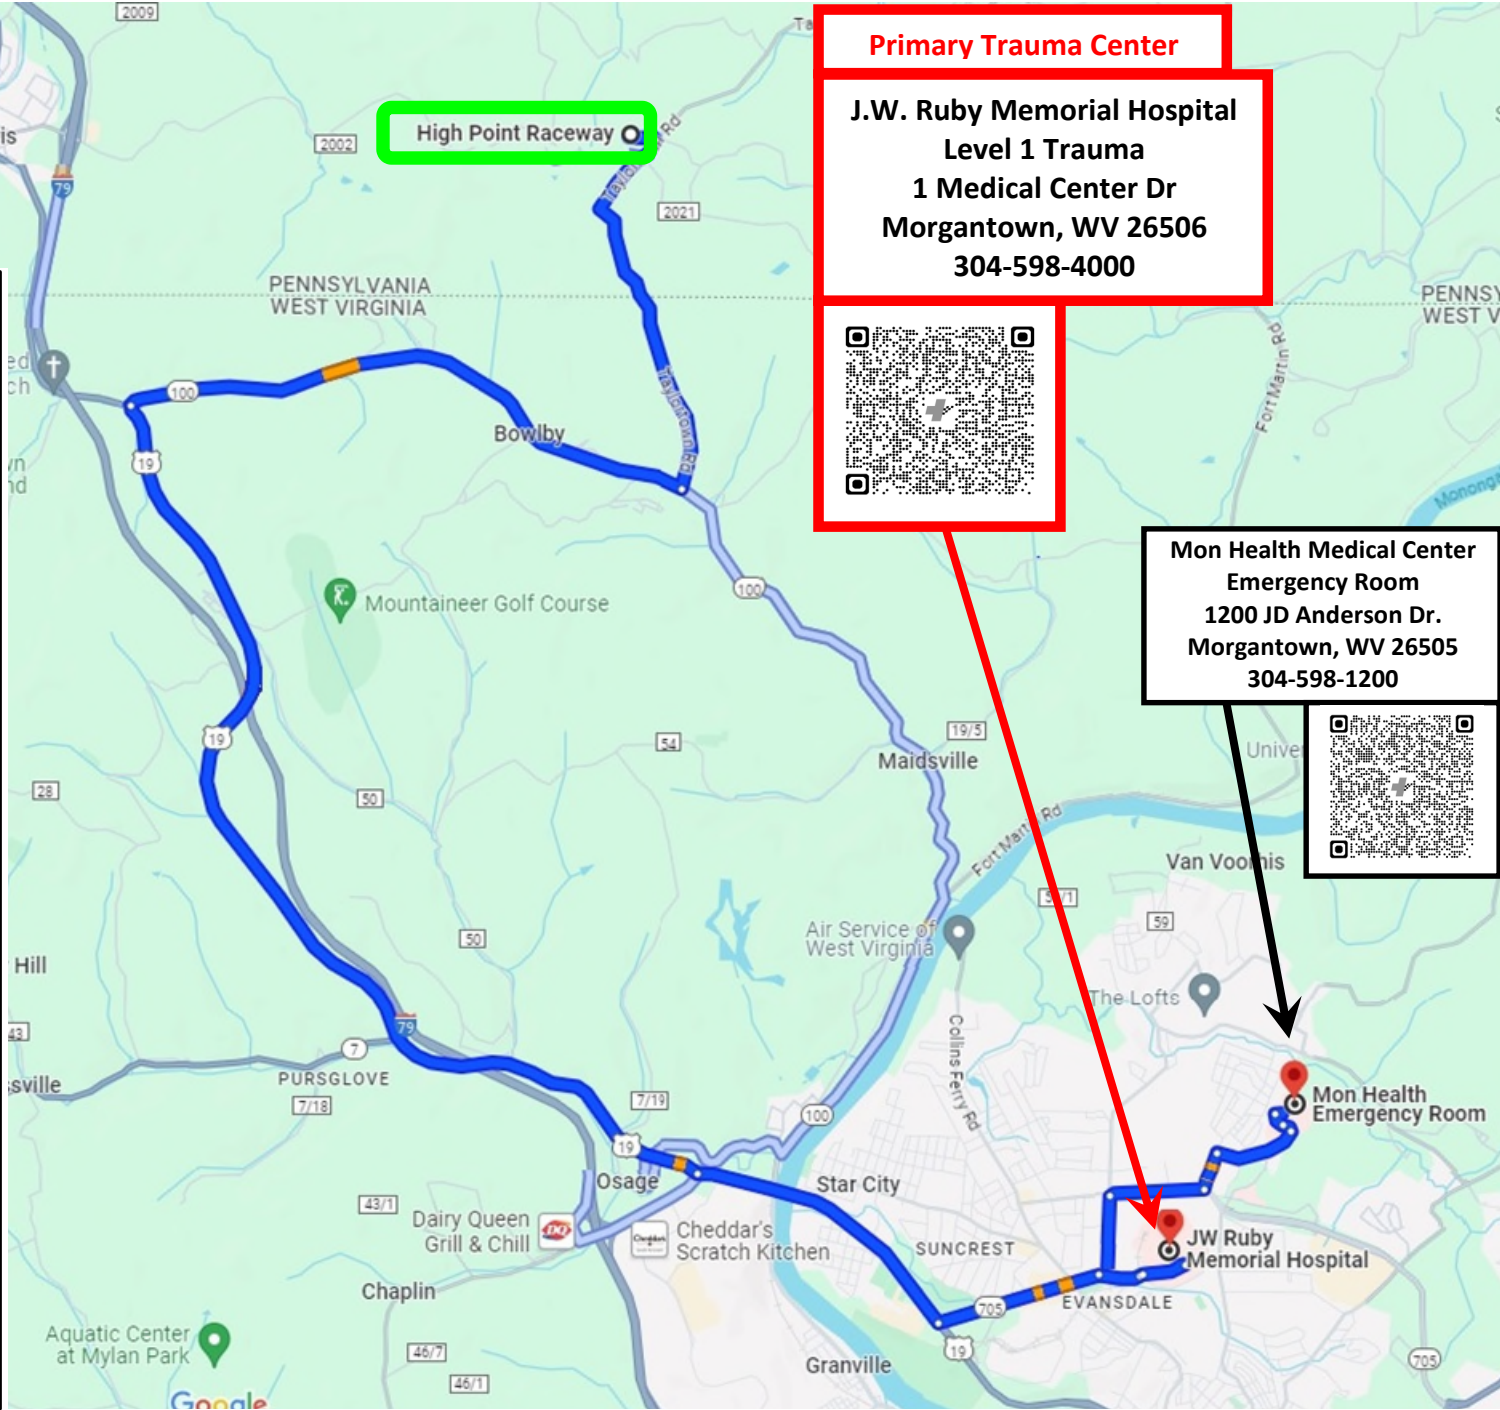 2009
Primary Trauma Center
J.W. Ruby Memorial Hospital
Level 1 Trauma
1 Medical Center Dr
Morgantown, WV 26506
304-598-4000
High Point Raceway
2002
79
2021
PENNSYLVANIA
WEST VIRGINIA
PENNSY
WEST V
Fort Martin Rd
100
19
Bowlby
Taylortown Rd
Mon Health Medical Center
Emergency Room
1200 JD Anderson Dr.
Morgantown, WV 26505
304-598-1200
Mountaineer Golf Course
100
19
54
19/5
Maidsville
28
50
Fort Martin Rd
Van Voorhis
59
50
Air Service of
West Virginia
Hill
The Lofts
43
79
7
PURSGLOVE
7/18
7/19
100
Collins Ferry Rd
Mon Health
Emergency Room
19
Osage
Star City
43/1
Dairy Queen
Grill & Chill
DQ
Cheddar's
Cheddar's
Scratch Kitchen
SUNCREST
JW Ruby
Memorial Hospital
Chaplin
705
EVANSDALE
Aquatic Center
at Mylan Park
46/7
19
Granville
705
46/1
Google